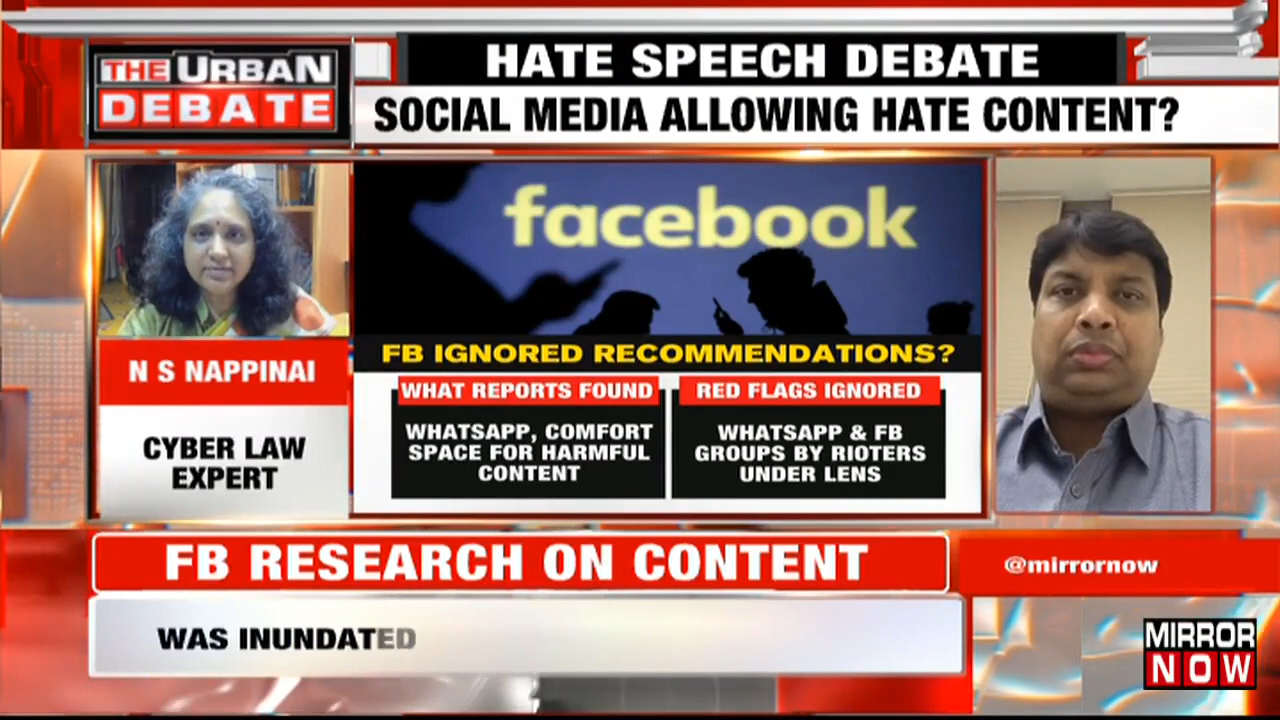 THE URBAN
DEBATE
HATE SPEECH DEBATE
SOCIAL MEDIA ALLOWING HATE CONTENT?
facebook
N S NAPPINAI
CYBER LAW
EXPERT
FB IGNORED RECOMMENDATIONS?
WHAT REPORTS FOUND
WHATSAPP, COMFORT
SPACE FOR HARMFUL
CONTENT
RED FLAGS IGNORED
WHATSAPP & FB
GROUPS BY RIOTERS
UNDER LENS
FB RESEARCH ON CONTENT
@mirrornow
WAS INUNDATED
MIRROR
NOW